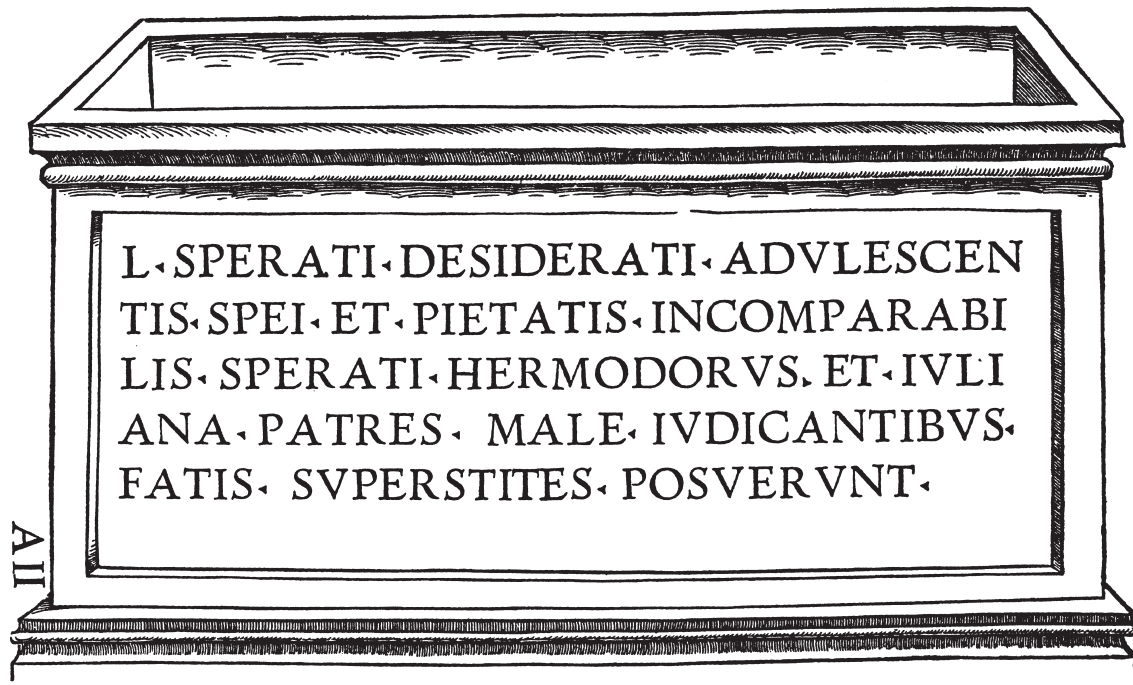 L · SPERATI · DESIDERATI · ADVLESCEN
TIS · SPEI · ET · PIETATIS · INCOMPARABI
LIS · SPERATI · HERMODORVS · ET · IVLI
ANA · PATRES · MALE · IVDICANTIBVS ·
FATIS · SVPERSTITES · POSVERVNT ·
A II